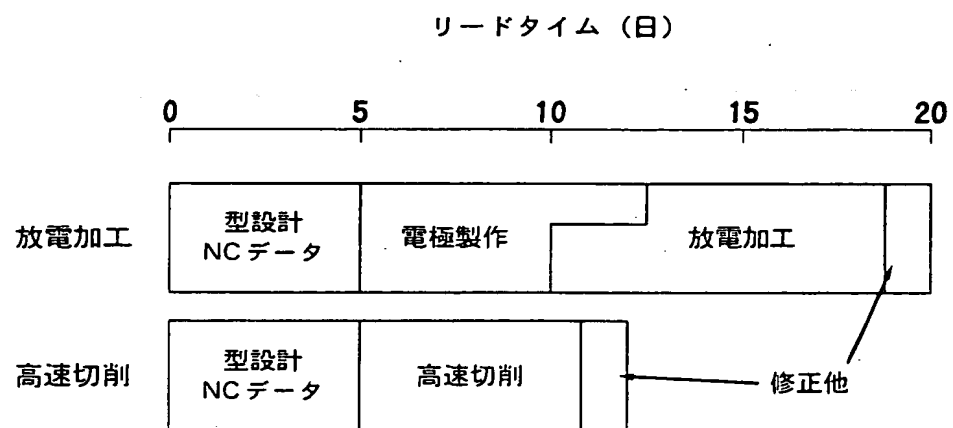 リードタイム（日）
0 5 10 15 20
放電加工
型設計
NCデータ
電極製作
放電加工
高速切削
型設計
NCデータ
高速切削
修正他